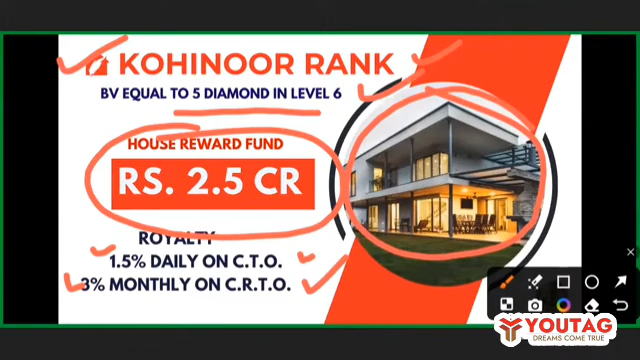 KOHINOOR RANK
BV EQUAL TO 5 DIAMOND IN LEVEL 6
HOUSE REWARD FUND
RS. 2.5 CR
ROYALTY
1.5% DAILY ON C.T.O.
3% MONTHLY ON C.R.T.O.
YOUTAG
DREAMS COME TRUE